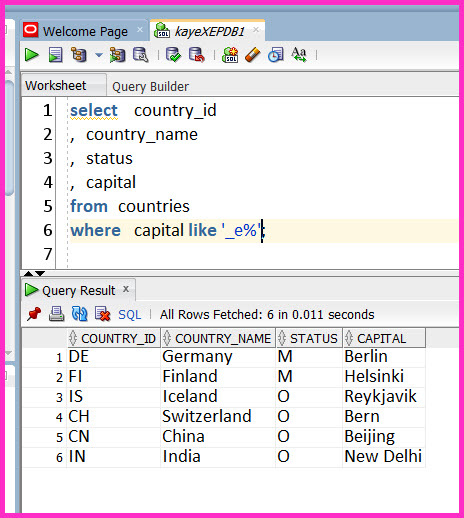 Welcome Page kayeXEPDB1
Aa
Worksheet Query Builder
1 select country_id
2 , country_name
3 , status
4 , capital
5 from countries
6 where capital like '_e%';
7
Query Result x
SQL | All Rows Fetched: 6 in 0.011 seconds
COUNTRY_ID COUNTRY_NAME STATUS CAPITAL
1 DE Germany M Berlin
2 FI Finland M Helsinki
3 IS Iceland O Reykjavik
4 CH Switzerland O Bern
5 CN China O Beijing
6 IN India O New Delhi